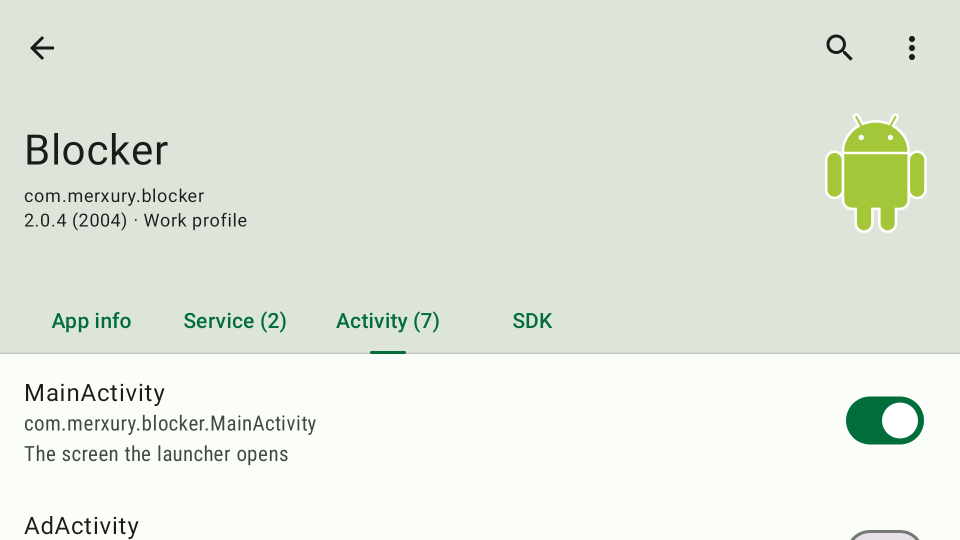 Blocker
com.merxury.blocker
2.0.4 (2004) · Work profile
App info
Service (2)
Activity (7)
SDK
MainActivity
com.merxury.blocker.MainActivity
The screen the launcher opens
AdActivity